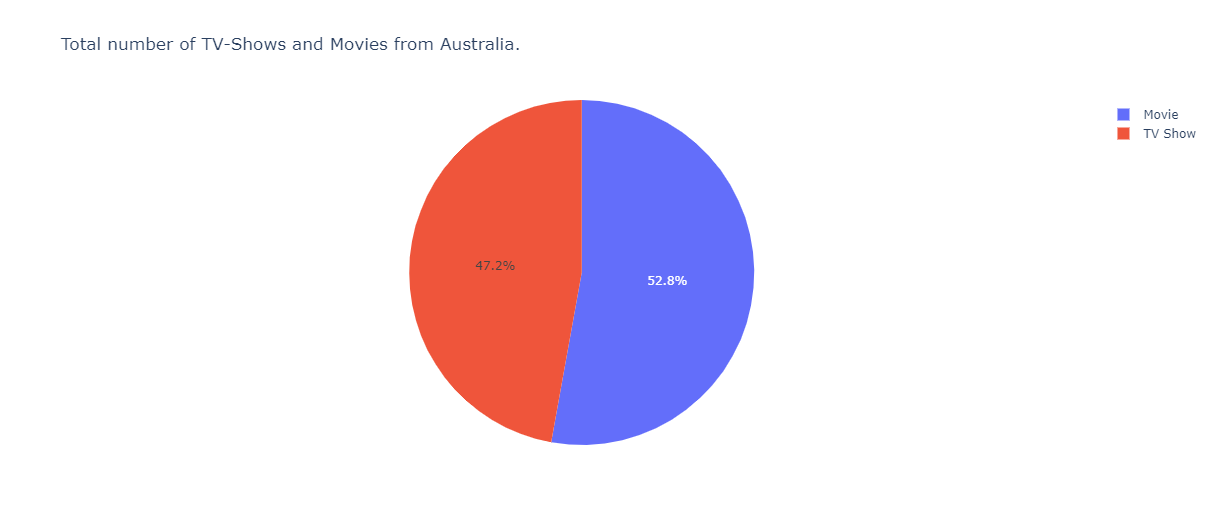 Total number of TV-Shows and Movies from Australia.
Movie
TV Show
47.2%
52.8%